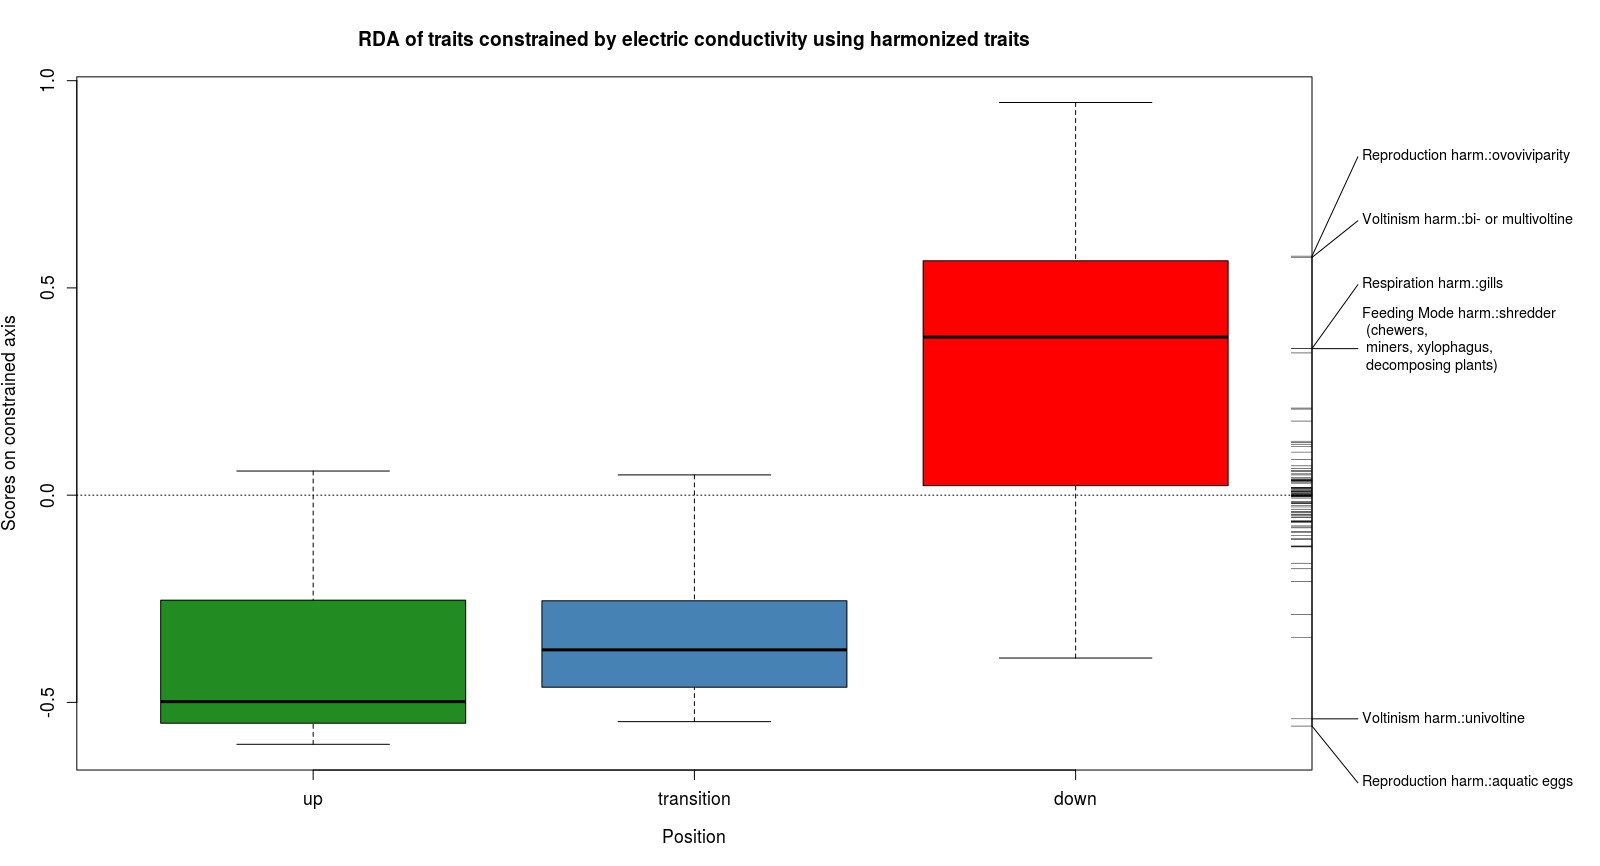 RDA of traits constrained by electric conductivity using harmonized traits
Scores on constrained axis
1.0
0.5
0.0
-0.5
up
transition
down
Position
Reproduction harm.:ovoviviparity
Voltinism harm.:bi- or multivoltine
Respiration harm.:gills
Feeding Mode harm.:shredder
(chewers,
miners, xylophagus,
decomposing plants)
Voltinism harm.:univoltine
Reproduction harm.:aquatic eggs